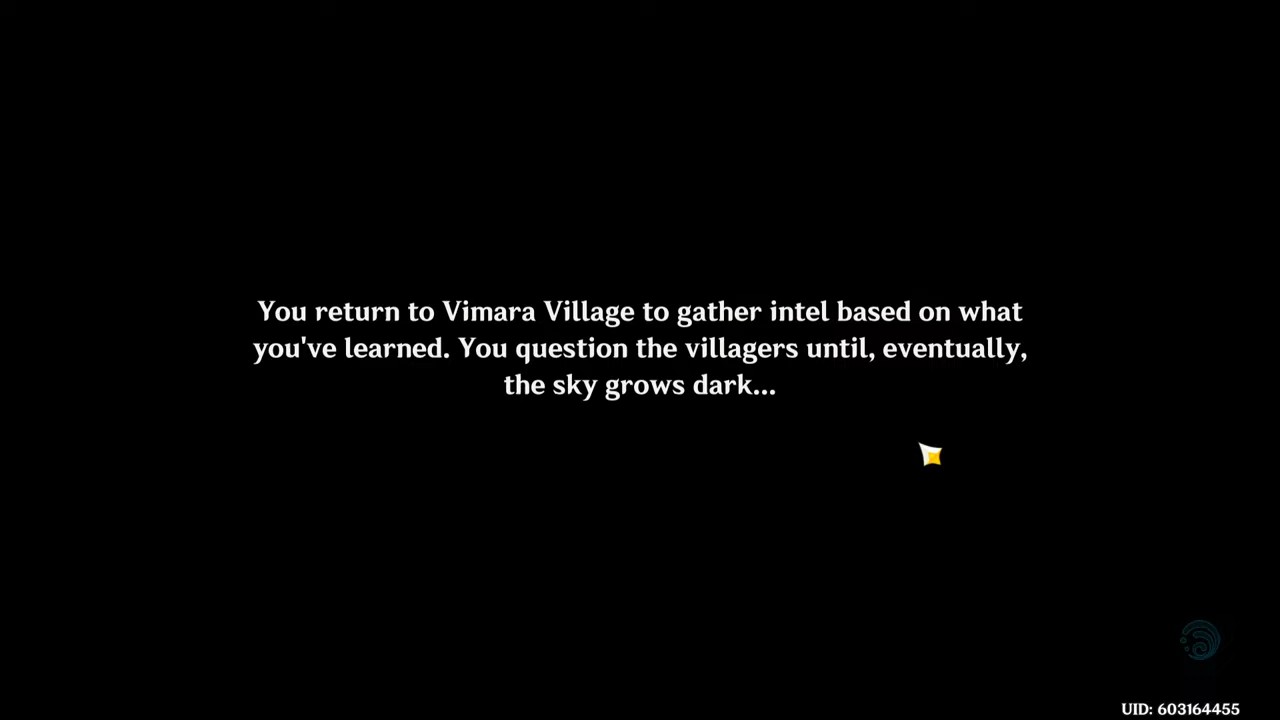 You return to Vimara Village to gather intel based on what
you've learned. You question the villagers until, eventually,
the sky grows dark...
UID: 603164455